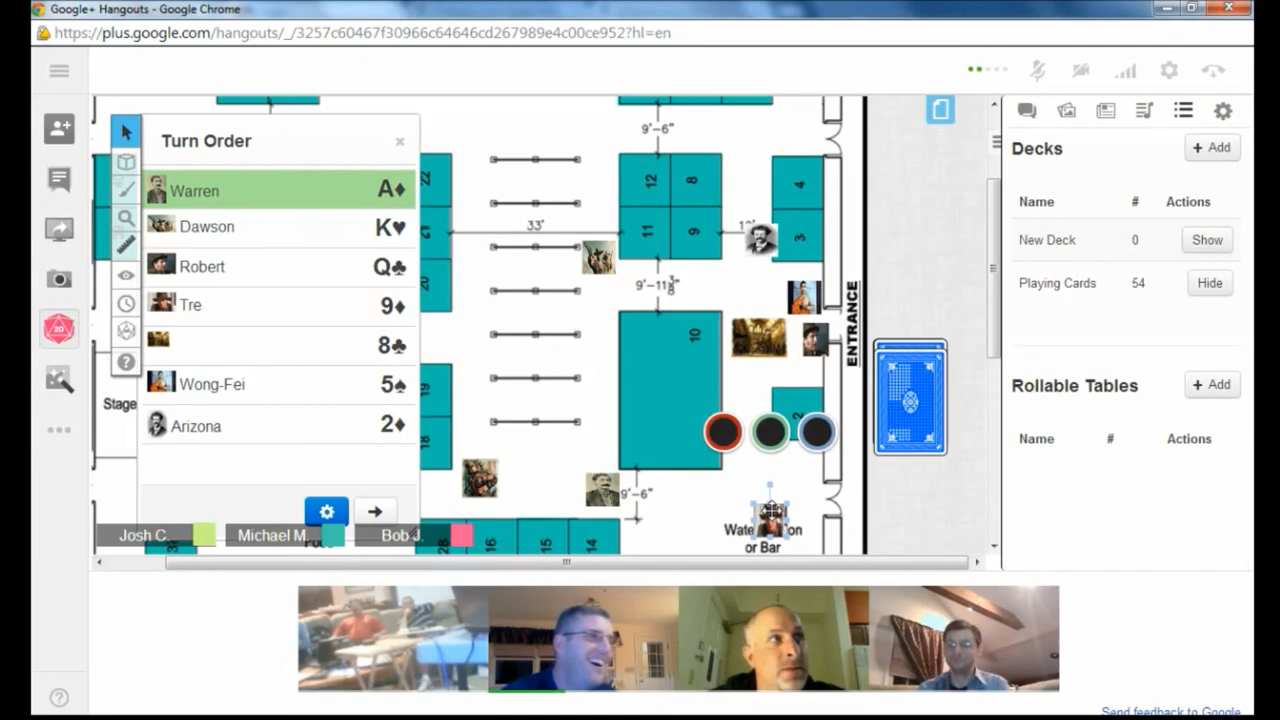 Google+ Hangouts - Google Chrome
https://plus.google.com/hangouts/_/3257c60467f30966c64646cd267989e4c00ce952?hl=en
Turn Order
×
Warren A♦
Dawson K♥
Robert Q♣
Tre 9♦
8♣
Wong-Fei 5♠
Arizona 2♦
Josh C.
Michael M.
Bob J.
20
?
?
Stage
9'-6"
22
21
20
19
18
33'
12
8
11
9
4
3
9'-11 3/8"
10
2
ENTRANCE
9'-6"
or Bar
16
15
14
Decks
+ Add
Name # Actions
New Deck 0 Show
Playing Cards 54 Hide
Rollable Tables
+ Add
Name # Actions
Send feedback to Google